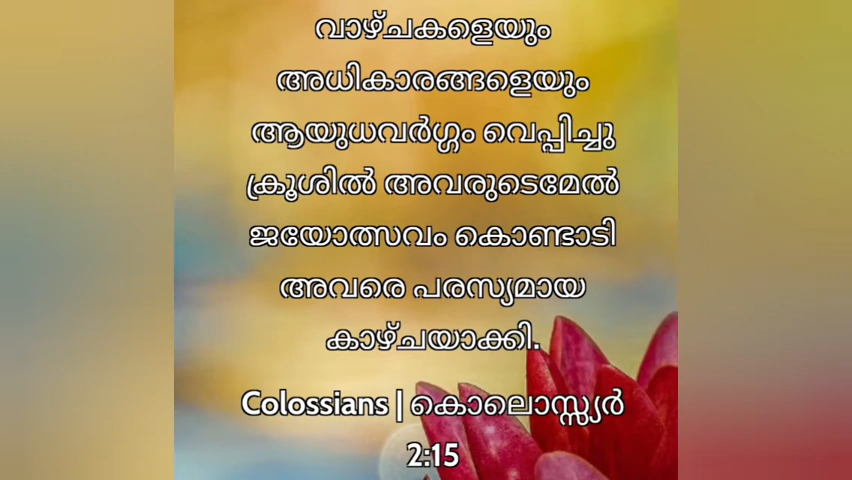 വാഴ്ചകളെയും
അധികാരങ്ങളെയും
ആയുധവർഗ്ഗം വെപ്പിച്ചു
ക്രൂശിൽ അവരുടെമേൽ
ജയോത്സവം കൊണ്ടാടി
അവരെ പരസ്യമായ
കാഴ്ചയാക്കി.
Colossians | കൊലൊസ്സ്യർ
2:15